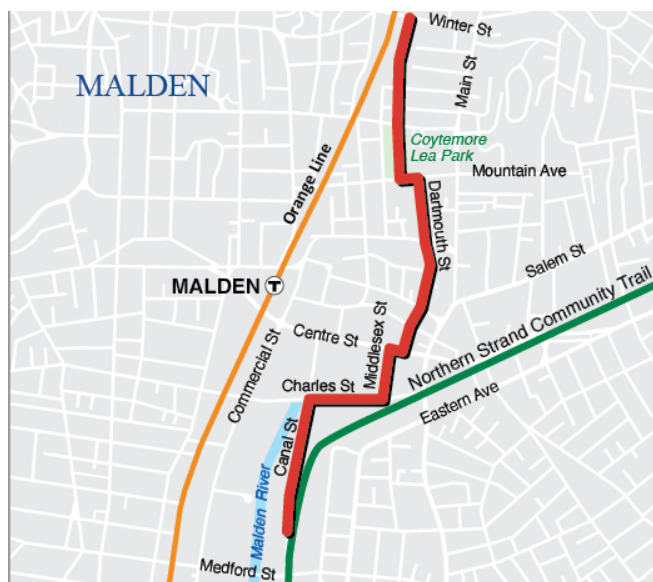 Winter St
MALDEN
Main St
Coytemore
Lea Park
Mountain Ave
Orange Line
Dartmouth St
Salem St
MALDEN T
Northern Strand Community Trail
Middlesex St
Centre St
Commercial St
Charles St
Eastern Ave
Canal St
Malden River
Medford St